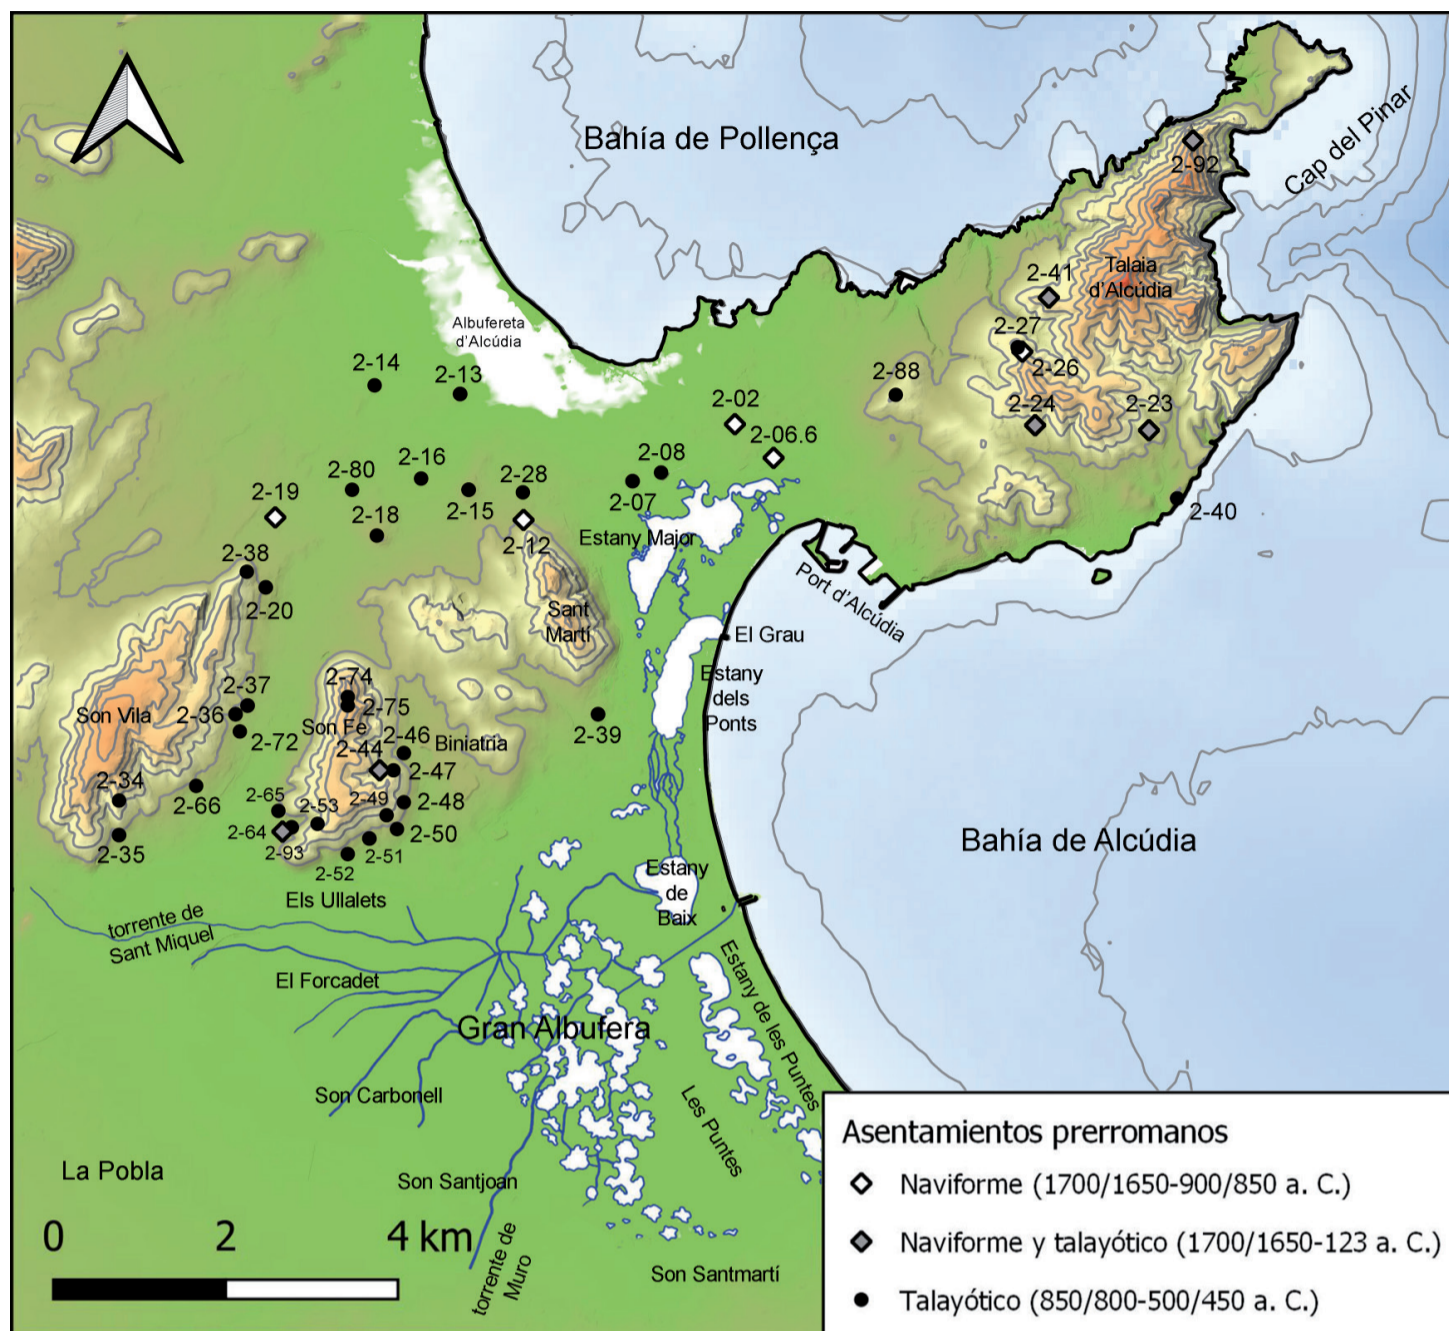 Bahía de Pollença
Cap del Pinar
2-92
2-41
Talaia
d'Alcúdia
2-27
2-26
2-88
2-24
2-23
2-40
Albufereta
d'Alcúdia
2-14
2-13
2-02
2-06.6
2-08
2-07
2-80
2-16
2-28
2-19
2-18
2-15
2-12
Estany Major
2-38
2-20
Port d'Alcúdia
Sant
Martí
El Grau
Estany
dels
Ponts
2-74
2-37
2-75
2-36
Son Vila
Son Fe
2-39
2-72
2-44
2-46
Biniatria
2-47
2-34
2-66
2-65
2-53
2-49
2-48
2-64
2-50
2-35
2-93
2-51
2-52
Bahía de Alcúdia
Estany
de
Baix
Els Ullalets
torrente de
Sant Miquel
El Forcadet
Estany de les Puntes
Gran Albufera
Son Carbonell
Les Puntes
La Pobla
Son Santjoan
torrente de
Muro
Son Santmartí
0 2 4 km
Asentamientos prerromanos
Naviforme (1700/1650-900/850 a. C.)
Naviforme y talayótico (1700/1650-123 a. C.)
Talayótico (850/800-500/450 a. C.)